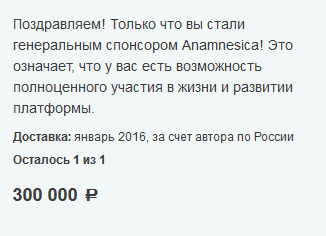 Поздравляем! Только что вы стали
генеральным спонсором Anamnesica! Это
означает, что у вас есть возможность
полноценного участия в жизни и развитии
платформы.
Доставка: январь 2016, за счет автора по России
Осталось 1 из 1
300 000 ₽